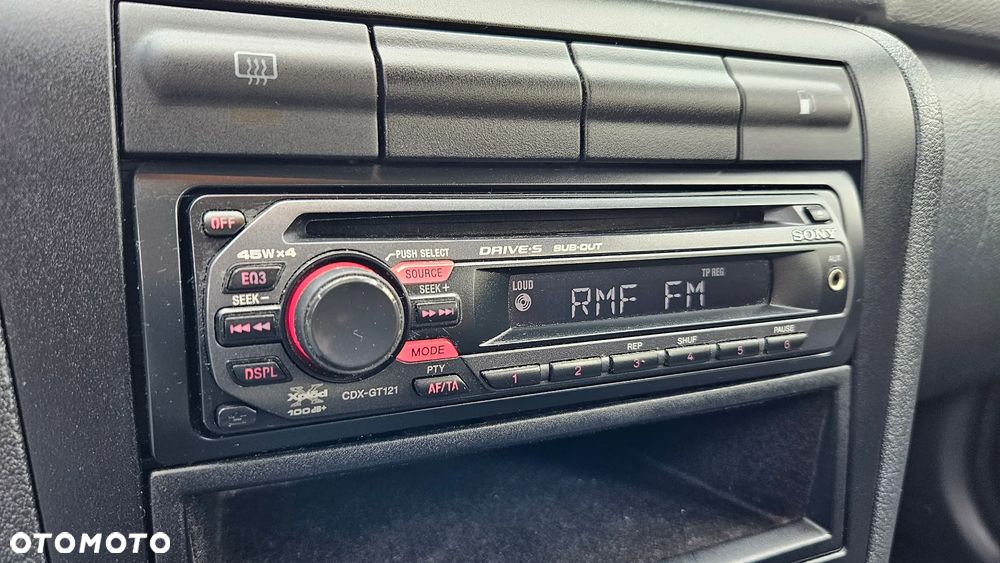 OFF
45W×4
DRIVE·S SUB-OUT
SONY
PUSH SELECT
SOURCE
EQ3
SEEK−
SEEK+
LOUD
TP REG
RMF FM
AUX
MODE
DSPL
PTY
AF/TA
REP
SHUF
PAUSE
1 2 3 4 5 6
Xplōd
CDX-GT121
100dB+
OTOMOTO